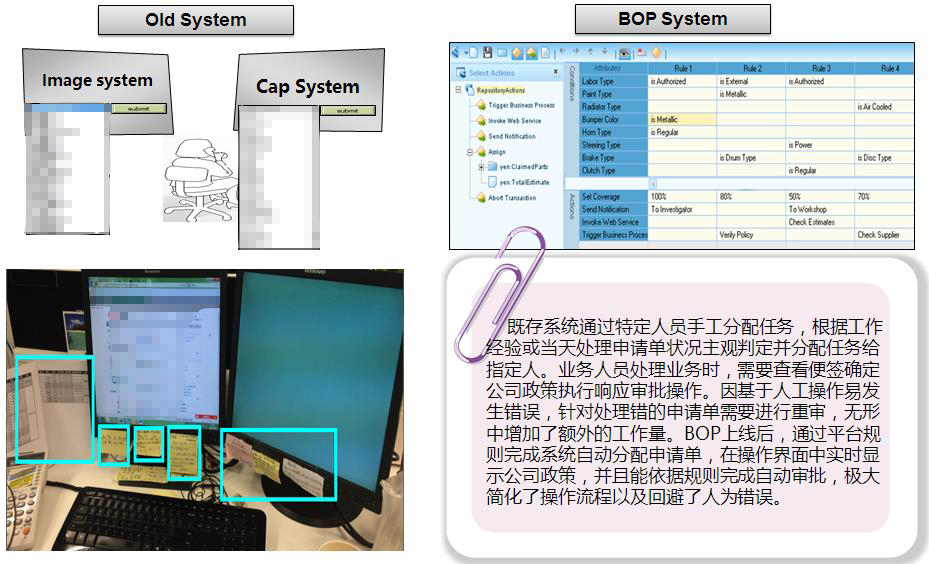 Old System
BOP System
Image system
submit
Cap System
submit
Select Actions
RepositoryActions
Trigger Business Process
Invoke Web Service
Send Notification
Assign
yen:ClaimedParts
yen:TotalEstimate
Abort Transaction
Conditions
Attributes Rule 1 Rule 2 Rule 3 Rule 4
Labor Type is Authorized is External is Authorized
Paint Type is Metallic
Radiator Type is Air Cooled
Bumper Color is Metallic
Horn Type is Regular
Steering Type is Power
Brake Type is Drum Type is Disc Type
Clutch Type is Regular
Actions
Set Coverage 100% 80% 50% 70%
Send Notification To Investigator To Workshop
Invoke Web Service Check Estimates
Trigger Business Proces Verify Policy Check Supplier
lenovo
既存系统通过特定人员手工分配任务，根据工作
经验或当天处理申请单状况主观判定并分配任务给
指定人。业务人员处理业务时，需要查看便签确定
公司政策执行响应审批操作。因基于人工操作易发
生错误，针对处理错的申请单需要进行重审，无形
中增加了额外的工作量。BOP上线后，通过平台规
则完成系统自动分配申请单，在操作界面中实时显
示公司政策，并且能依据规则完成自动审批，极大
简化了操作流程以及回避了人为错误。